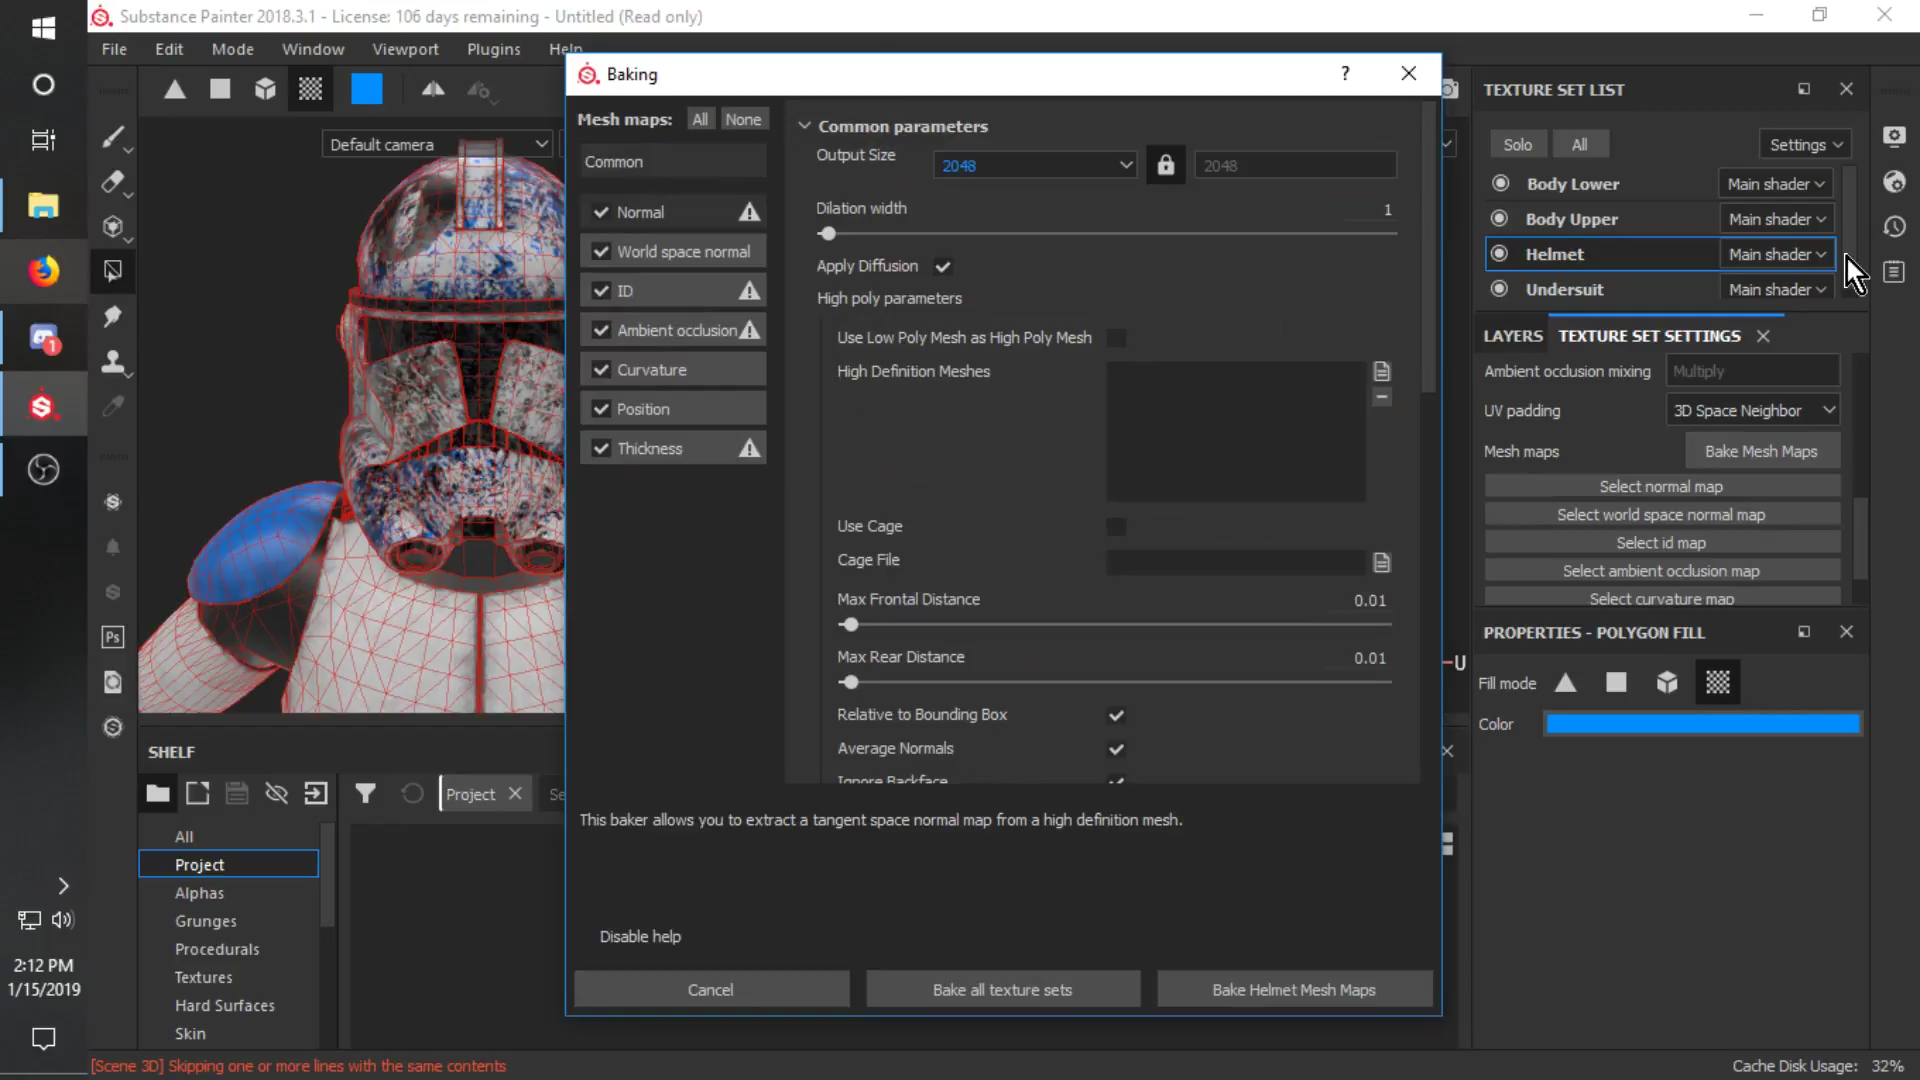 Substance Painter 2018.3.1 - License: 106 days remaining - Untitled (Read only)
File Edit Mode Window Viewport Plugins Help
Default camera
Baking
?
Mesh maps: All None
Common
Normal
World space normal
ID
Ambient occlusion
Curvature
Position
Thickness
Common parameters
Output Size 2048 2048
Dilation width 1
Apply Diffusion
High poly parameters
Use Low Poly Mesh as High Poly Mesh
High Definition Meshes
Use Cage
Cage File
Max Frontal Distance 0.01
Max Rear Distance 0.01
Relative to Bounding Box
Average Normals
Ignore Backface
This baker allows you to extract a tangent space normal map from a high definition mesh.
Disable help
Cancel Bake all texture sets Bake Helmet Mesh Maps
TEXTURE SET LIST
Solo All Settings
Body Lower Main shader
Body Upper Main shader
Helmet Main shader
Undersuit Main shader
LAYERS TEXTURE SET SETTINGS
Ambient occlusion mixing Multiply
UV padding 3D Space Neighbor
Mesh maps Bake Mesh Maps
Select normal map
Select world space normal map
Select id map
Select ambient occlusion map
Select curvature map
PROPERTIES - POLYGON FILL
Fill mode
Color
U
SHELF
Project
Se
All
Project
Alphas
Grunges
Procedurals
Textures
Hard Surfaces
Skin
Ps
1
2:12 PM
1/15/2019
[Scene 3D] Skipping one or more lines with the same contents
Cache Disk Usage: 32%